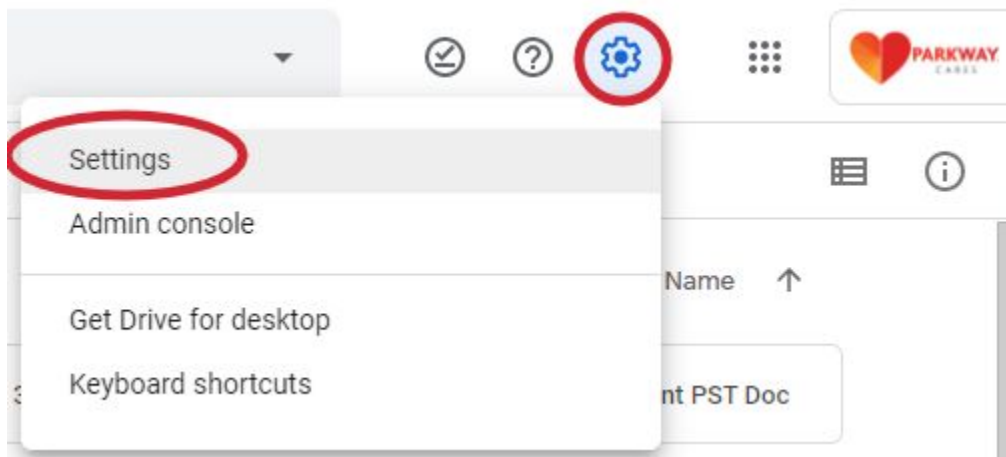 PARKWAY
CARES
Settings
Admin console
Name
Get Drive for desktop
Keyboard shortcuts
nt PST Doc